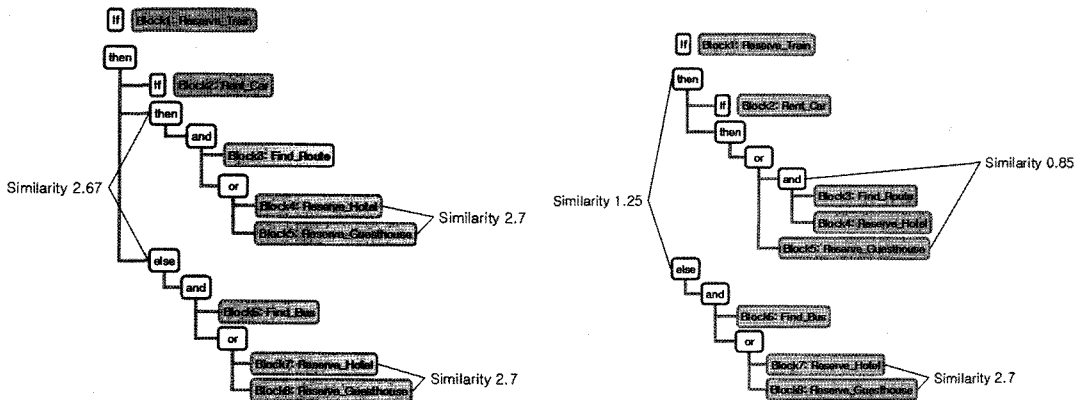 If Block1: Reserve_Train
then
If Block2: Rent_Car
then
and
Block3: Find_Route
or
Block4: Reserve_Hotel
Block5: Reserve_Guesthouse
Similarity 2.67
Similarity 2.7
else
and
Block6: Find_Bus
or
Block7: Reserve_Hotel
Block8: Reserve_Guesthouse
Similarity 2.7
If Block1: Reserve_Train
then
If Block2: Rent_Car
then
or
and
Block3: Find_Route
Block4: Reserve_Hotel
Block5: Reserve_Guesthouse
Similarity 0.85
Similarity 1.25
else
and
Block6: Find_Bus
or
Block7: Reserve_Hotel
Block8: Reserve_Guesthouse
Similarity 2.7